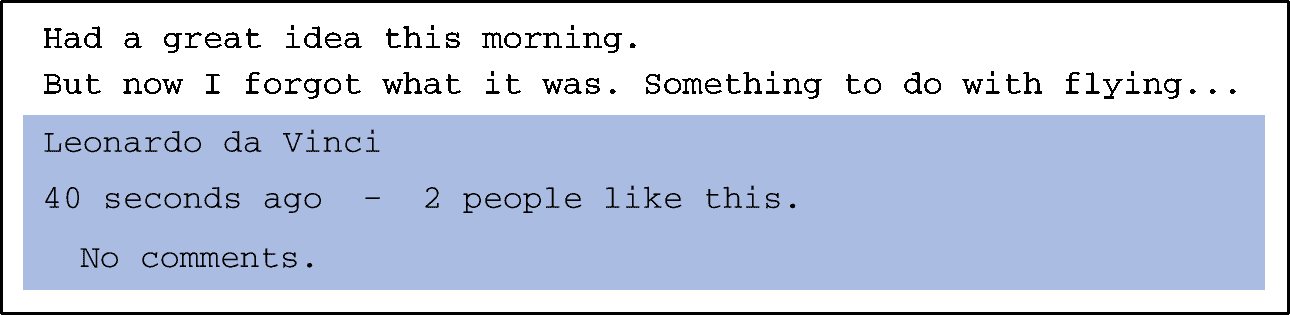 Had a great idea this morning.
But now I forgot what it was. Something to do with flying...
Leonardo da Vinci
40 seconds ago - 2 people like this.
No comments.